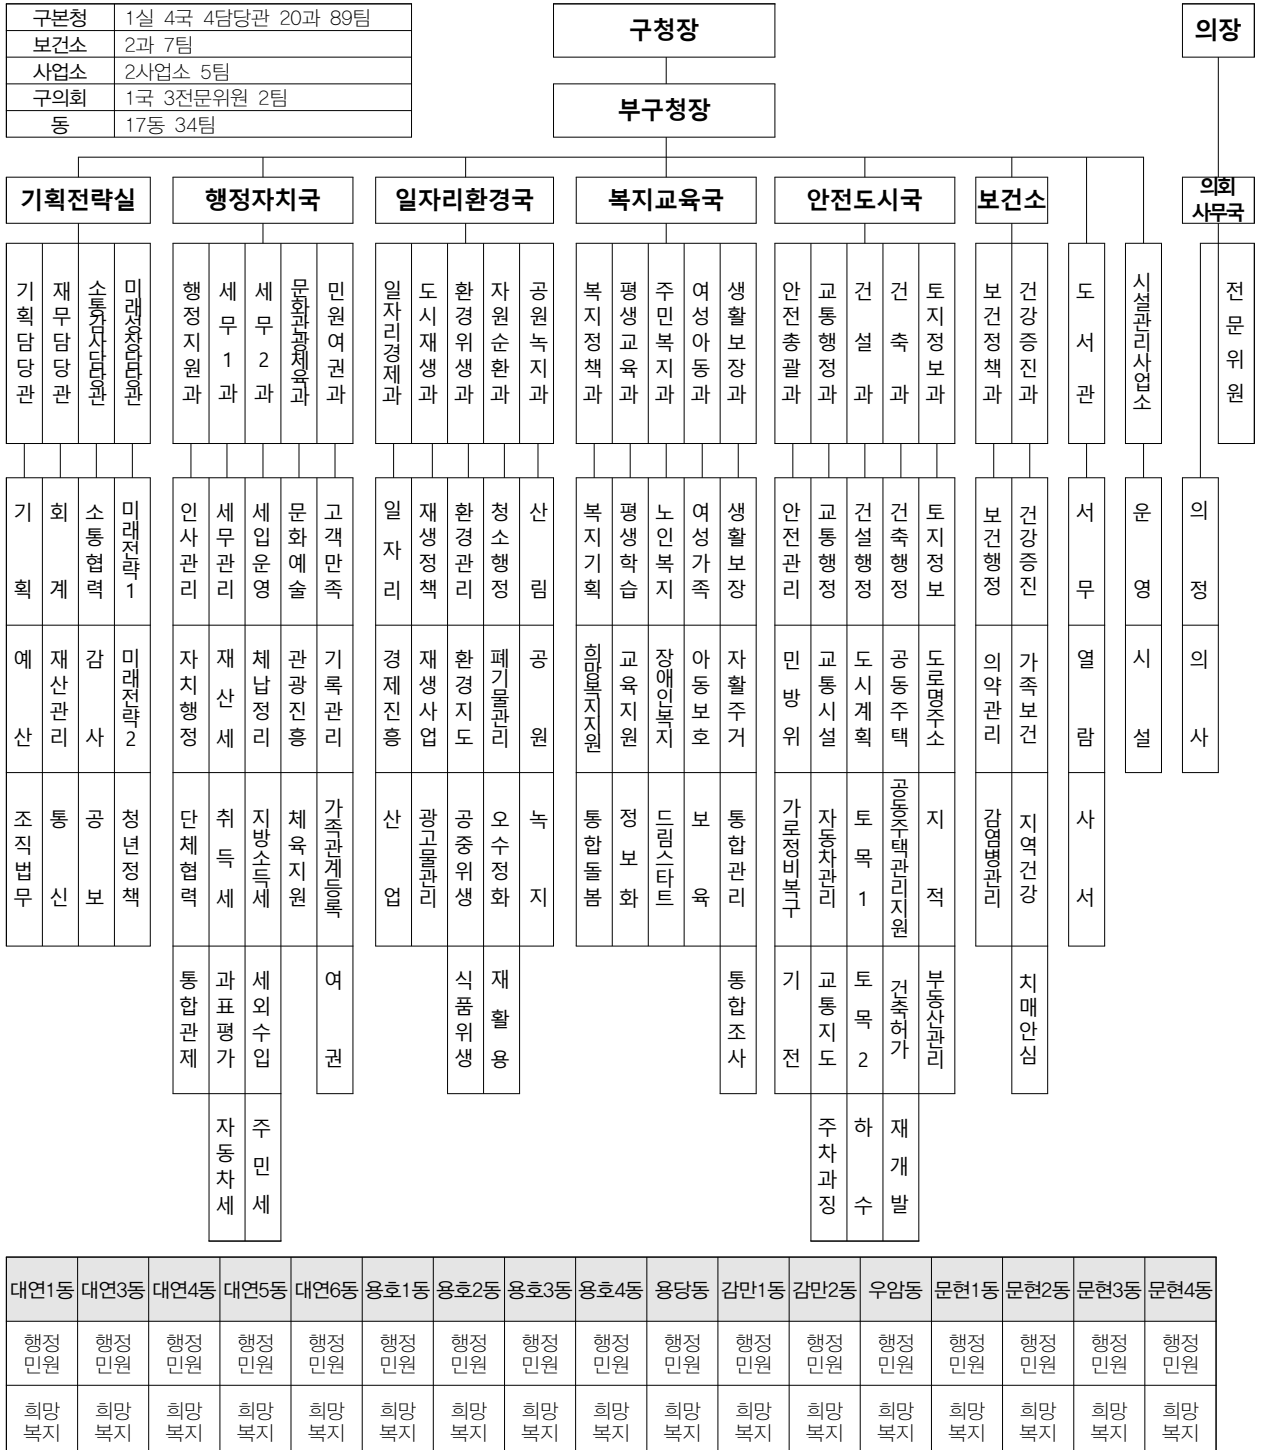 구본청 1실 4국 4담당관 20과 89팀
보건소 2과 7팀
사업소 2사업소 5팀
구의회 1국 3전문위원 2팀
동 17동 34팀
구청장
부구청장
의장
기획전략실 행정자치국 일자리환경국 복지교육국 안전도시국 보건소 의회
사무국
기획담당관 재무담당관 소통감사담당관 미래성장담당관 행정지원과 세무1과 세무2과 문화관광체육과 민원여권과 일자리경제과 도시재생과 환경위생과 자원순환과 공원녹지과 복지정책과 평생교육과 주민복지과 여성아동과 생활보장과 안전총괄과 교통행정과 건설과 건축과 토지정보과 보건정책과 건강증진과 도서관 시설관리사업소 전문위원
기획 회계 소통협력 미래전략1 인사관리 세무관리 세입운영 문화예술 고객만족 일자리 재생정책 환경관리 청소행정 산림 복지기획 평생학습 노인복지 여성가족 생활보장 안전관리 교통행정 건설행정 건축행정 토지정보 보건행정 건강증진 서무 운영 의정
예산 재산관리 감사 미래전략2 자치행정 재산세 체납정리 관광진흥 기록관리 경제진흥 재생사업 환경지도 폐기물관리 공원 희망복지지원 교육지원 장애인복지 아동보호 자활주거 민방위 교통시설 도시계획 공동주택 도로명주소 의약관리 가족보건 열람 시설 의사
조직법무 통신 공보 청년정책 단체협력 취득세 지방소득세 체육지원 가족관계등록 산업 광고물관리 공중위생 오수정화 녹지 통합돌봄 정보화 드림스타트 보육 통합관리 가로정비복구 자동차관리 토목1 공동주택관리지원 지적 감염병관리 지역건강 사서
통합관제 과표평가 세외수입 여권 식품위생 재활용 통합조사 기전 교통지도 토목2 건축허가 부동산관리 치매안심
자동차세 주민세 주차과징 하수 재개발
대연1동 대연3동 대연4동 대연5동 대연6동 용호1동 용호2동 용호3동 용호4동 용당동 감만1동 감만2동 우암동 문현1동 문현2동 문현3동 문현4동
행정 행정 행정 행정 행정 행정 행정 행정 행정 행정 행정 행정 행정 행정 행정 행정 행정
민원 민원 민원 민원 민원 민원 민원 민원 민원 민원 민원 민원 민원 민원 민원 민원 민원
희망 희망 희망 희망 희망 희망 희망 희망 희망 희망 희망 희망 희망 희망 희망 희망 희망
복지 복지 복지 복지 복지 복지 복지 복지 복지 복지 복지 복지 복지 복지 복지 복지 복지